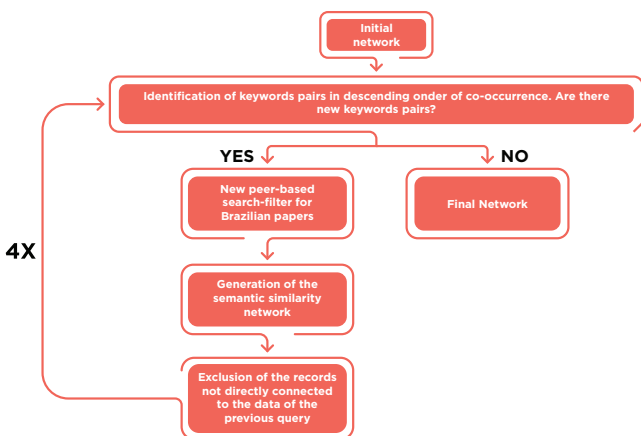 Initial
network
Identification of keywords pairs in descending order of co-occurrence. Are there
new keywords pairs?
YES
NO
New peer-based
search-filter for
Brazilian papers
Final Network
4X
Generation of the
semantic similarity
network
Exclusion of the records
not directly connected
to the data of the
previous query